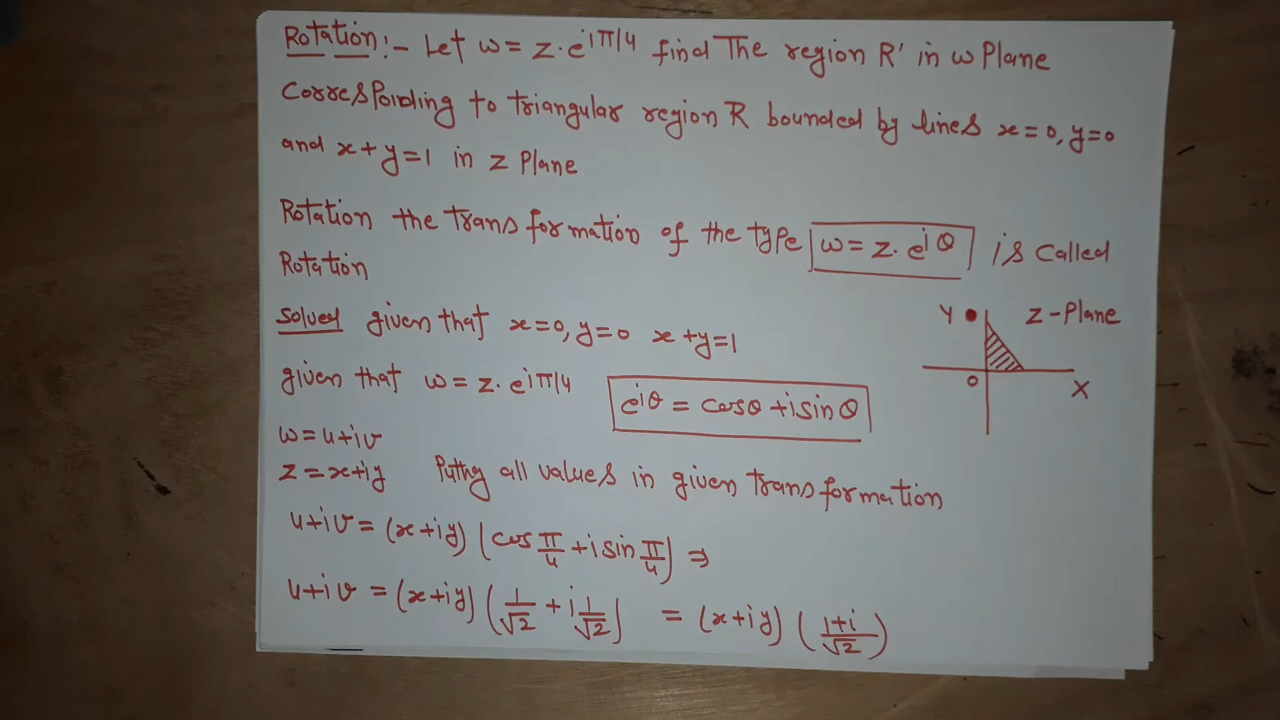 Rotation:- Let w = z·e^iπ/4 find The region R' in w Plane
Corresponding to triangular region R bounded by lines x=0, y=0
and x+y=1 in z Plane
Rotation the transformation of the type w = z·e^iθ is called
Rotation
Solved given that x=0, y=0 x+y=1
Y Z-Plane
O X
given that w = z·e^iπ/4 e^iθ = cosθ + i sinθ
w = u+iv
z = x+iy Puthg all values in given transformation
u+iv = (x+iy) (cos π/4 + i sin π/4) ⇒
u+iv = (x+iy) (1/√2 + i 1/√2) = (x+iy) (1+i/√2)